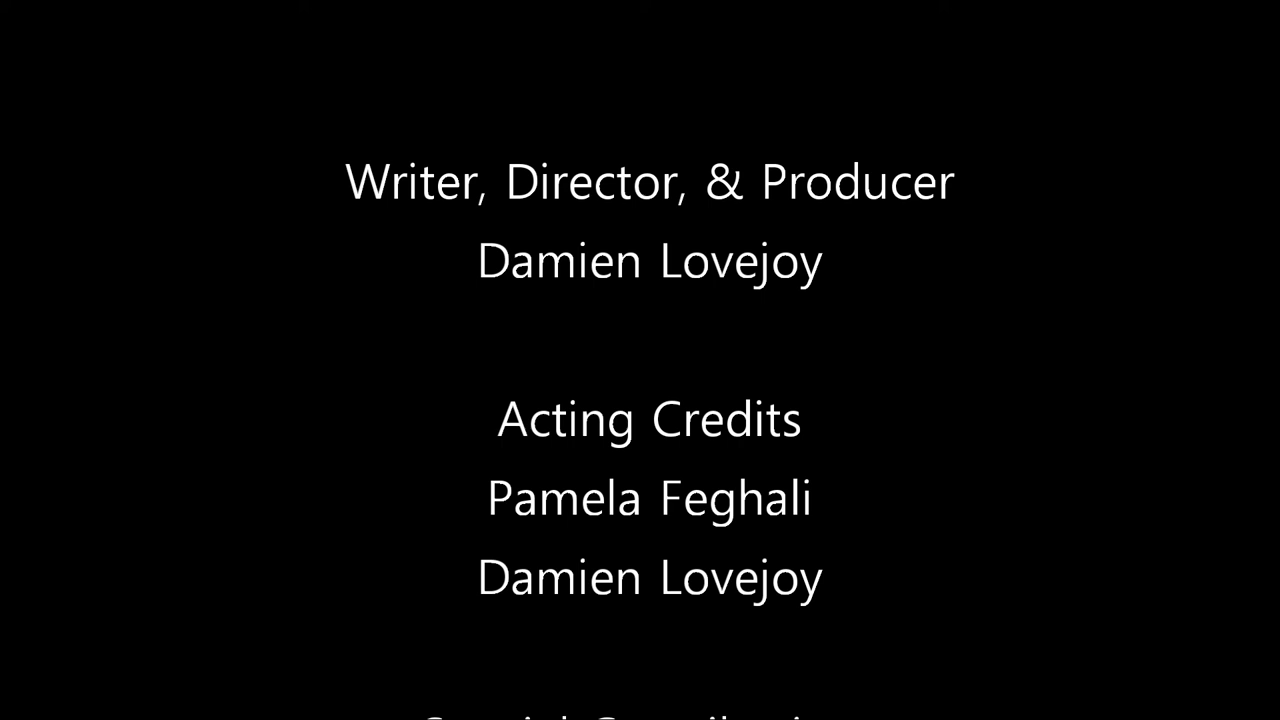 Writer, Director, & Producer
Damien Lovejoy
Acting Credits
Pamela Feghali
Damien Lovejoy